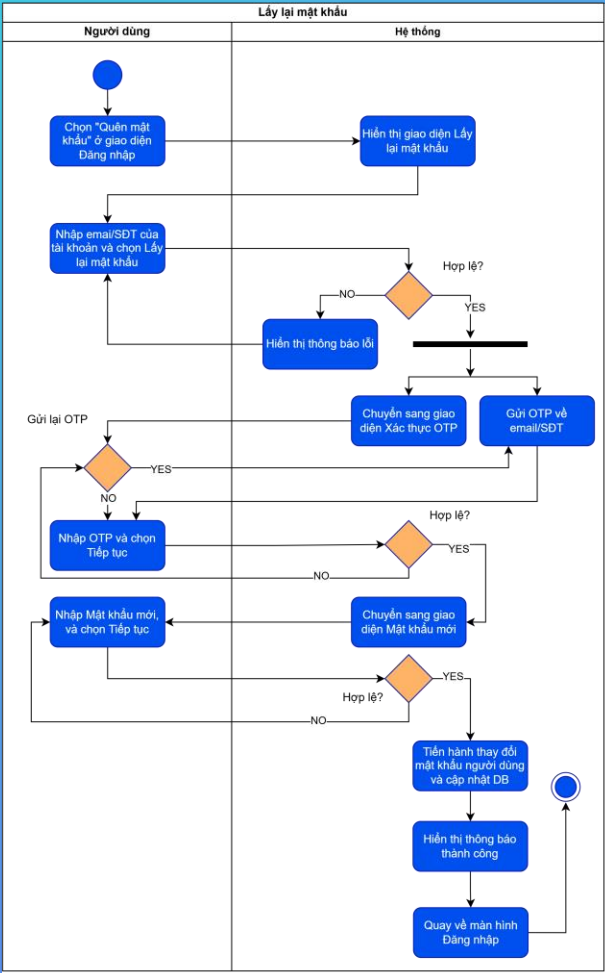 Lấy lại mật khẩu
Người dùng
Hệ thống
Chọn "Quên mật
khẩu" ở giao diện
Đăng nhập
Hiển thị giao diện Lấy
lại mật khẩu
Nhập emai/SĐT của
tài khoản và chọn Lấy
lại mật khẩu
Hợp lệ?
NO
YES
Hiển thị thông báo lỗi
Chuyển sang giao
diện Xác thực OTP
Gửi OTP về
email/SĐT
Gửi lại OTP
YES
NO
Nhập OTP và chọn
Tiếp tục
Hợp lệ?
YES
NO
Nhập Mật khẩu mới,
và chọn Tiếp tục
Chuyển sang giao
diện Mật khẩu mới
Hợp lệ?
YES
NO
Tiến hành thay đổi
mật khẩu người dùng
và cập nhật DB
Hiển thị thông báo
thành công
Quay về màn hình
Đăng nhập